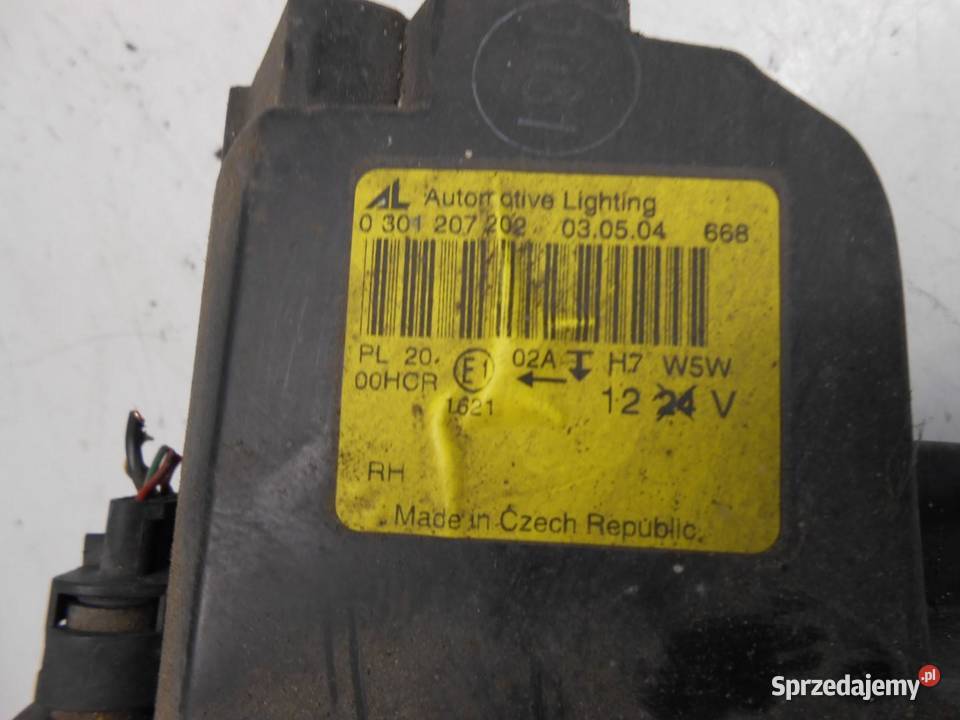 AL Automotive Lighting
0 301 207 202 03.05.04 668
PL 20. E1 02A H7 W5W
00HCR
1621 12 24 V
RH
Made in Czech Republic.
Sprzedajemy.pl